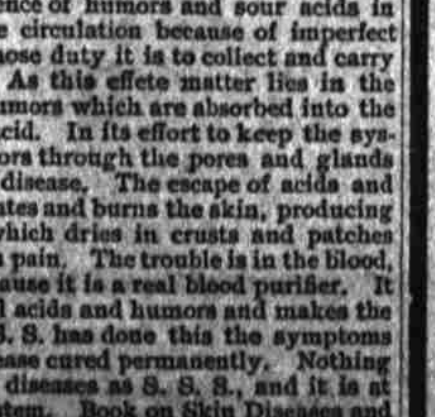 ence of humors and sour acids in
e circulation because of imperfect
hose duty it is to collect and carry
As this effete matter lies in the
umors which are absorbed into the
cid. In its effort to keep the sys-
ors through the pores and glands
disease. The escape of acids and
ates and burns the skin, producing
which dries in crusts and patches
pain. The trouble is in the blood,
ause it is a real blood purifier. It
l acids and humors and makes the
S. S. has done this the symptoms
ease cured permanently. Nothing
diseases as S. S. S., and it is at
stem. Book on Skin Diseases and